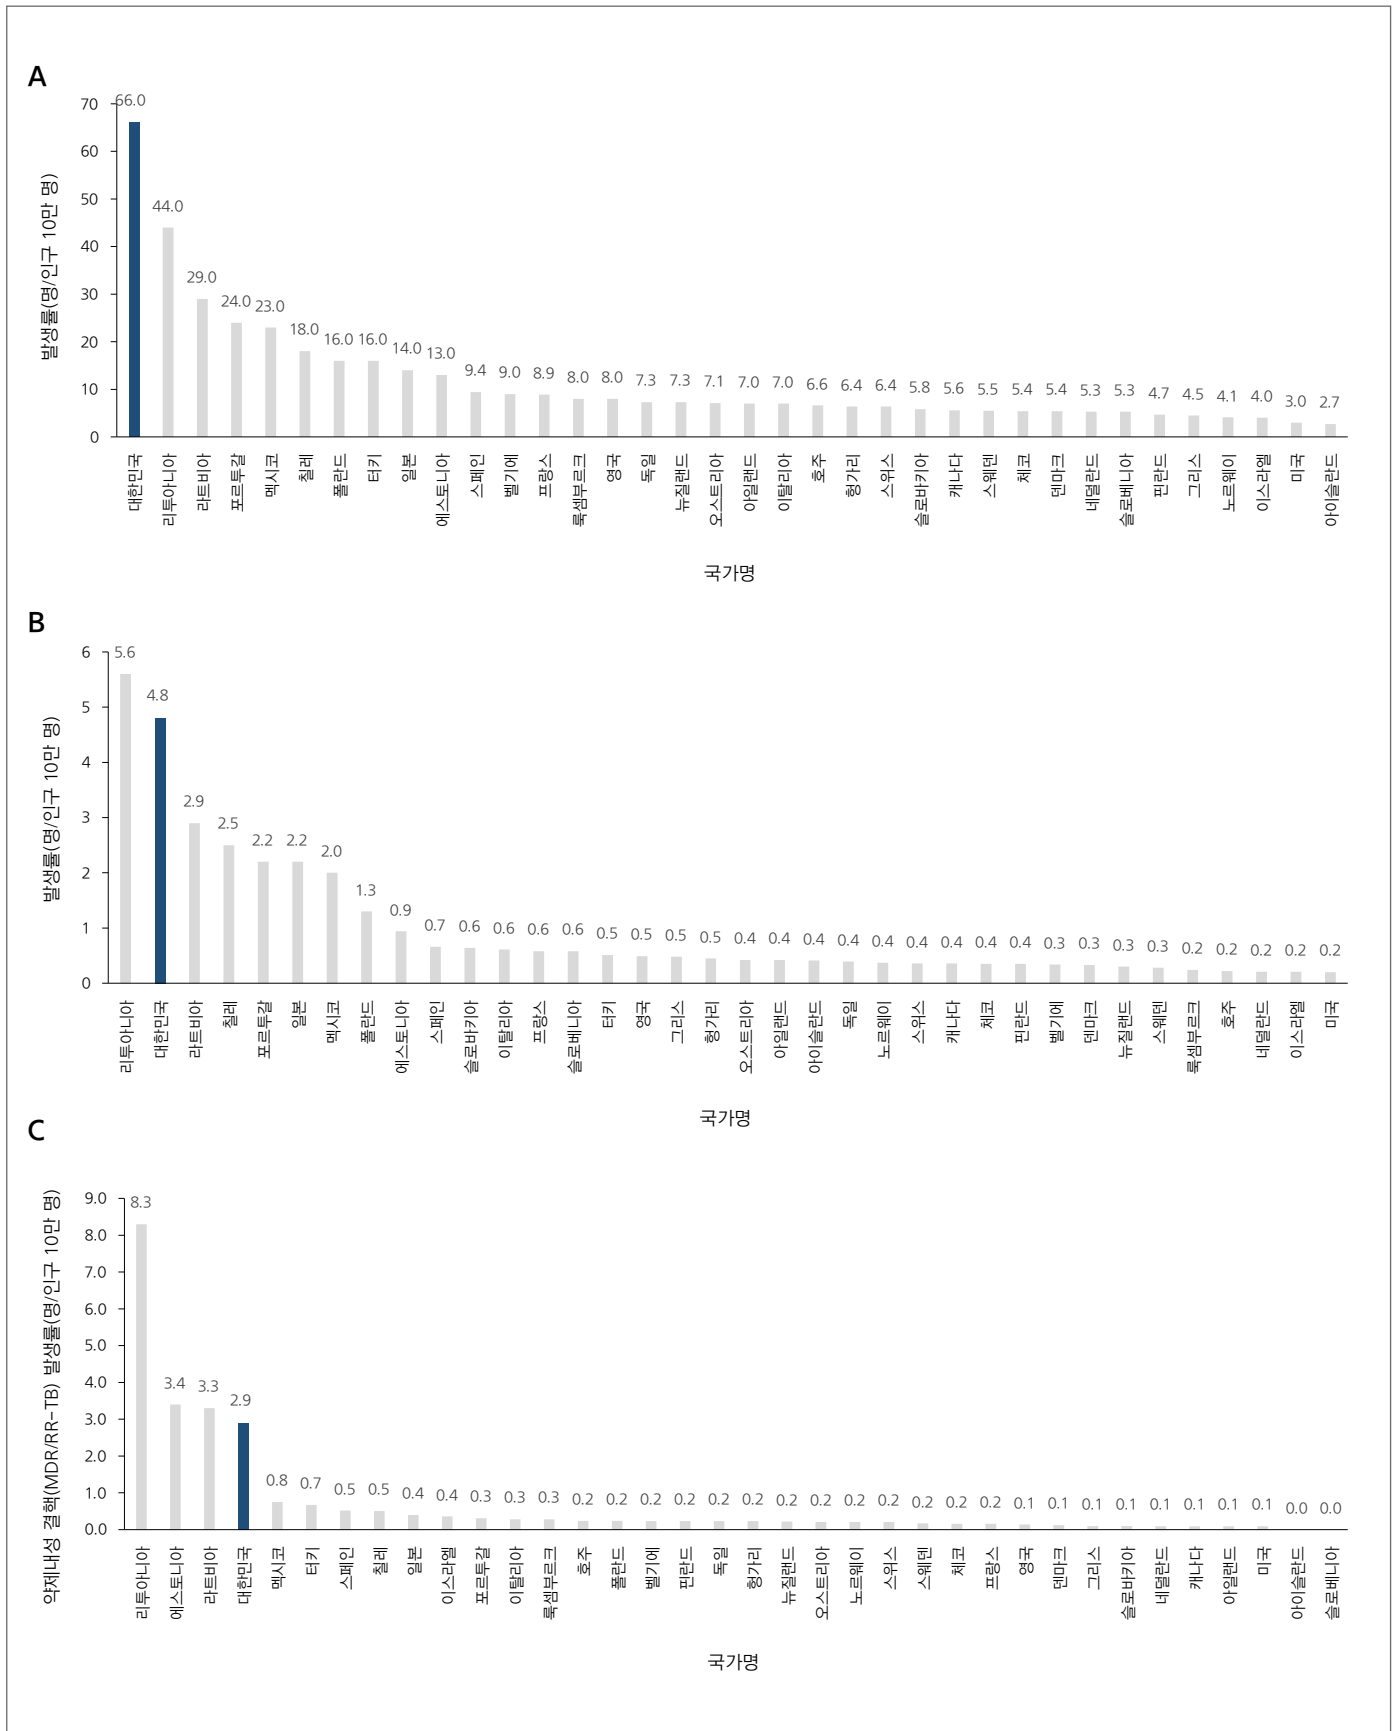 A
발생률(명/인구 10만 명)
70
60
50
40
30
20
10
0
66.0 44.0 29.0 24.0 23.0 18.0 16.0 16.0 14.0 13.0 9.4 9.0 8.9 8.0 8.0 7.3 7.3 7.1 7.0 7.0 6.6 6.4 6.4 5.8 5.6 5.5 5.4 5.4 5.3 5.3 4.7 4.5 4.1 4.0 3.0 2.7
대한민국 리투아니아 라트비아 포르투갈 멕시코 칠레 폴란드 터키 일본 에스토니아 스페인 벨기에 프랑스 룩셈부르크 영국 독일 뉴질랜드 오스트리아 아일랜드 이탈리아 호주 헝가리 스위스 슬로바키아 캐나다 스웨덴 체코 덴마크 네덜란드 슬로베니아 핀란드 그리스 노르웨이 이스라엘 미국 아이슬란드
국가명
B
발생률(명/인구 10만 명)
6
5
4
3
2
1
0
5.6 4.8 2.9 2.5 2.2 2.2 2.0 1.3 0.9 0.7 0.6 0.6 0.6 0.6 0.5 0.5 0.5 0.5 0.4 0.4 0.4 0.4 0.4 0.4 0.4 0.4 0.4 0.3 0.3 0.3 0.3 0.2 0.2 0.2 0.2 0.2
리투아니아 대한민국 라트비아 칠레 포르투갈 일본 멕시코 폴란드 에스토니아 스페인 슬로바키아 이탈리아 프랑스 슬로베니아 터키 영국 그리스 헝가리 오스트리아 아일랜드 아이슬란드 독일 노르웨이 스위스 캐나다 체코 핀란드 벨기에 덴마크 뉴질랜드 스웨덴 룩셈부르크 호주 네덜란드 이스라엘 미국
국가명
C
약제내성 결핵(MDR/RR-TB) 발생률(명/인구 10만 명)
9.0
8.0
7.0
6.0
5.0
4.0
3.0
2.0
1.0
0.0
8.3 3.4 3.3 2.9 0.8 0.7 0.5 0.5 0.4 0.4 0.3 0.3 0.3 0.2 0.2 0.2 0.2 0.2 0.2 0.2 0.2 0.2 0.2 0.2 0.2 0.2 0.1 0.1 0.1 0.1 0.1 0.1 0.1 0.1 0.0 0.0
리투아니아 에스토니아 라트비아 대한민국 멕시코 터키 스페인 칠레 일본 이스라엘 포르투갈 이탈리아 룩셈부르크 호주 폴란드 벨기에 핀란드 독일 헝가리 뉴질랜드 오스트리아 노르웨이 스위스 스웨덴 체코 프랑스 영국 덴마크 그리스 슬로바키아 네덜란드 캐나다 아일랜드 미국 아이슬란드 슬로베니아
국가명